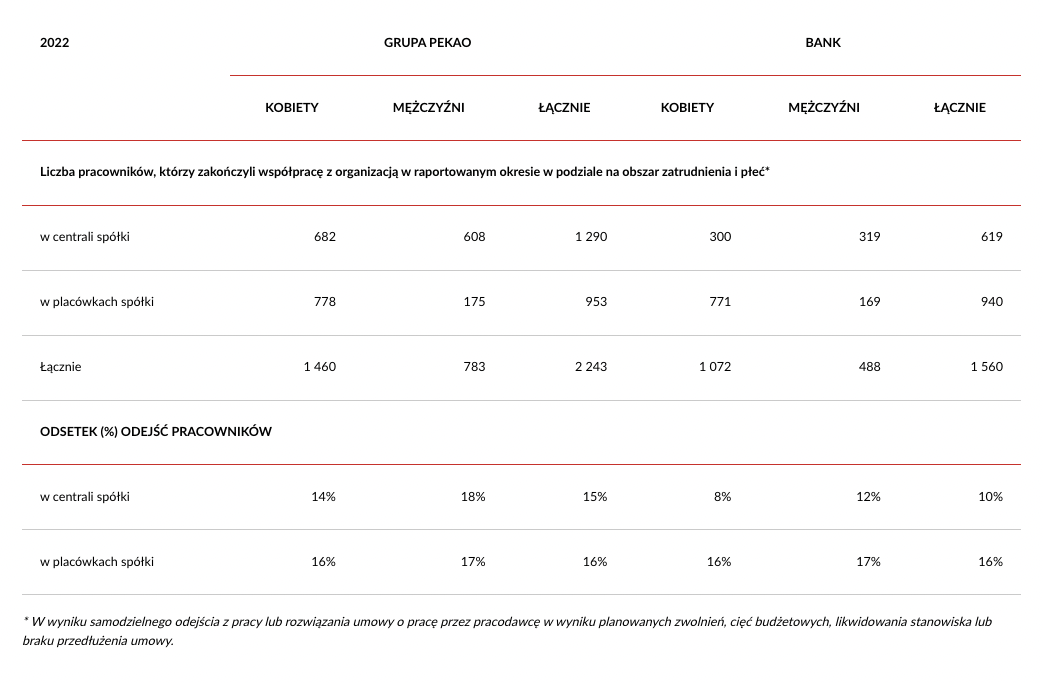 2022 GRUPA PEKAO BANK
KOBIETY MĘŻCZYŹNI ŁĄCZNIE KOBIETY MĘŻCZYŹNI ŁĄCZNIE
Liczba pracowników, którzy zakończyli współpracę z organizacją w raportowanym okresie w podziale na obszar zatrudnienia i płeć*
w centrali spółki 682 608 1 290 300 319 619
w placówkach spółki 778 175 953 771 169 940
Łącznie 1 460 783 2 243 1 072 488 1 560
ODSETEK (%) ODEJŚĆ PRACOWNIKÓW
w centrali spółki 14% 18% 15% 8% 12% 10%
w placówkach spółki 16% 17% 16% 16% 17% 16%
* W wyniku samodzielnego odejścia z pracy lub rozwiązania umowy o pracę przez pracodawcę w wyniku planowanych zwolnień, cięć budżetowych, likwidowania stanowiska lub
braku przedłużenia umowy.